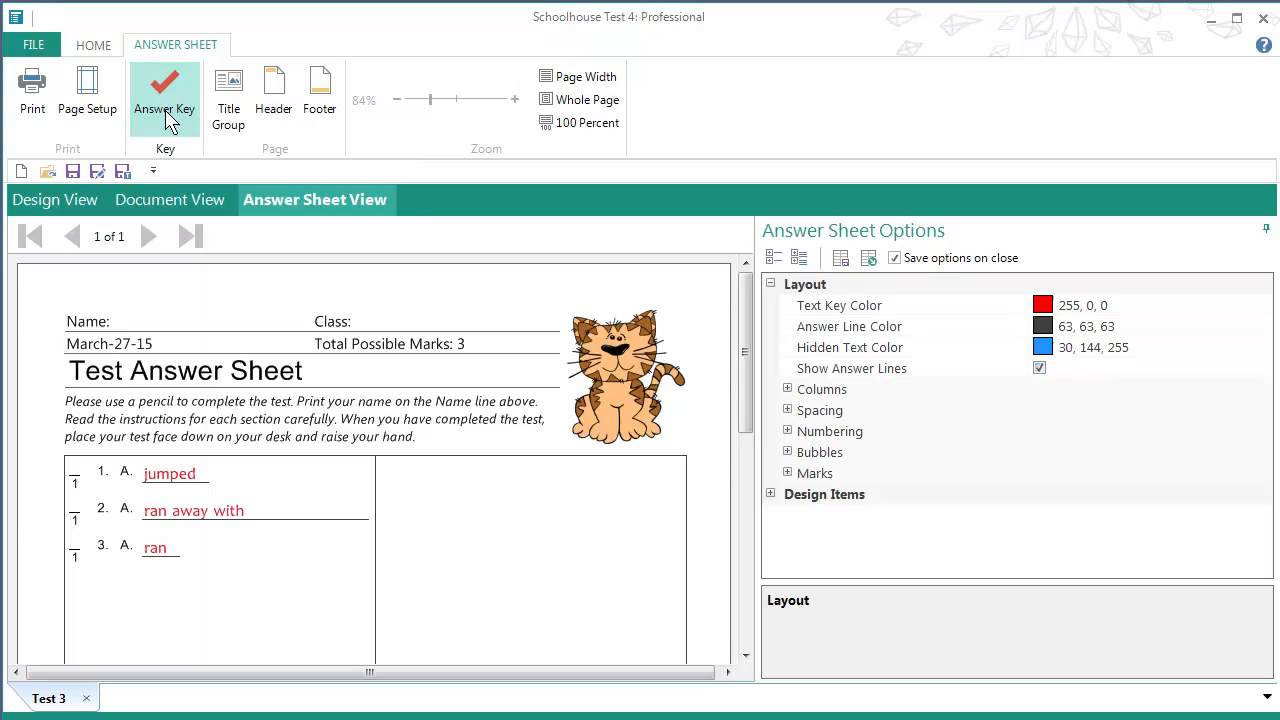 Schoolhouse Test 4: Professional
FILE
HOME
ANSWER SHEET
Print
Page Setup
Answer Key
Title Group
Header
Footer
84%
Page Width
Whole Page
100 Percent
Print
Key
Page
Zoom
Design View
Document View
Answer Sheet View
1 of 1
Name:
Class:
March-27-15
Total Possible Marks: 3
Test Answer Sheet
Please use a pencil to complete the test. Print your name on the Name line above.
Read the instructions for each section carefully. When you have completed the test,
place your test face down on your desk and raise your hand.
1 1. A. jumped
1 2. A. ran away with
1 3. A. ran
Answer Sheet Options
Save options on close
Layout
Text Key Color 255, 0, 0
Answer Line Color 63, 63, 63
Hidden Text Color 30, 144, 255
Show Answer Lines
Columns
Spacing
Numbering
Bubbles
Marks
Design Items
Layout
Test 3